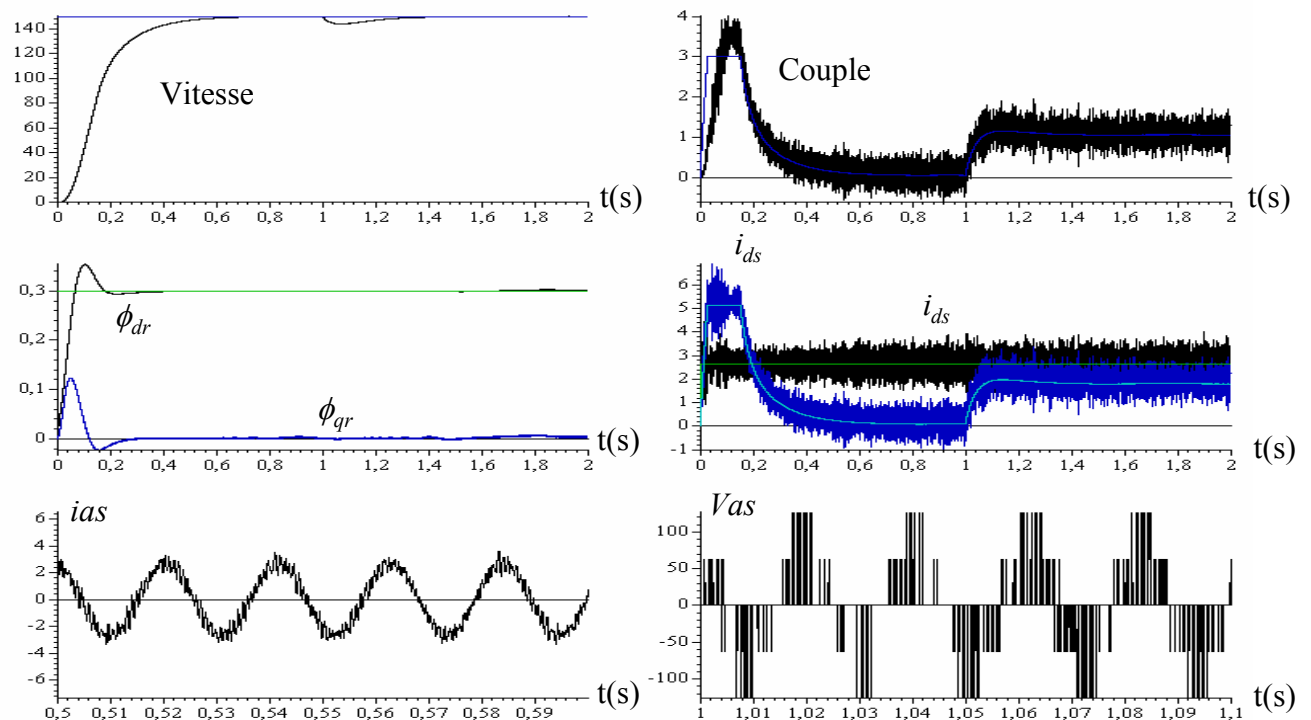 140
120
100
80
60
40
20
0
Vitesse
0 0,2 0,4 0,6 0,8 1 1,2 1,4 1,6 1,8 2
t(s)
4
3
2
1
0
Couple
0 0,2 0,4 0,6 0,8 1 1,2 1,4 1,6 1,8 2
t(s)
0,3
0,2
0,1
0
ϕdr
ϕqr
0 0,2 0,4 0,6 0,8 1 1,2 1,4 1,6 1,8 2
t(s)
ids
6
5
4
3
2
1
0
-1
ids
0 0,2 0,4 0,6 0,8 1 1,2 1,4 1,6 1,8 2
t(s)
ias
6
4
2
0
-2
-4
-6
0,5 0,51 0,52 0,53 0,54 0,55 0,56 0,57 0,58 0,59
t(s)
Vas
100
50
0
-50
-100
1 1,01 1,02 1,03 1,04 1,05 1,06 1,07 1,08 1,09 1,1
t(s)